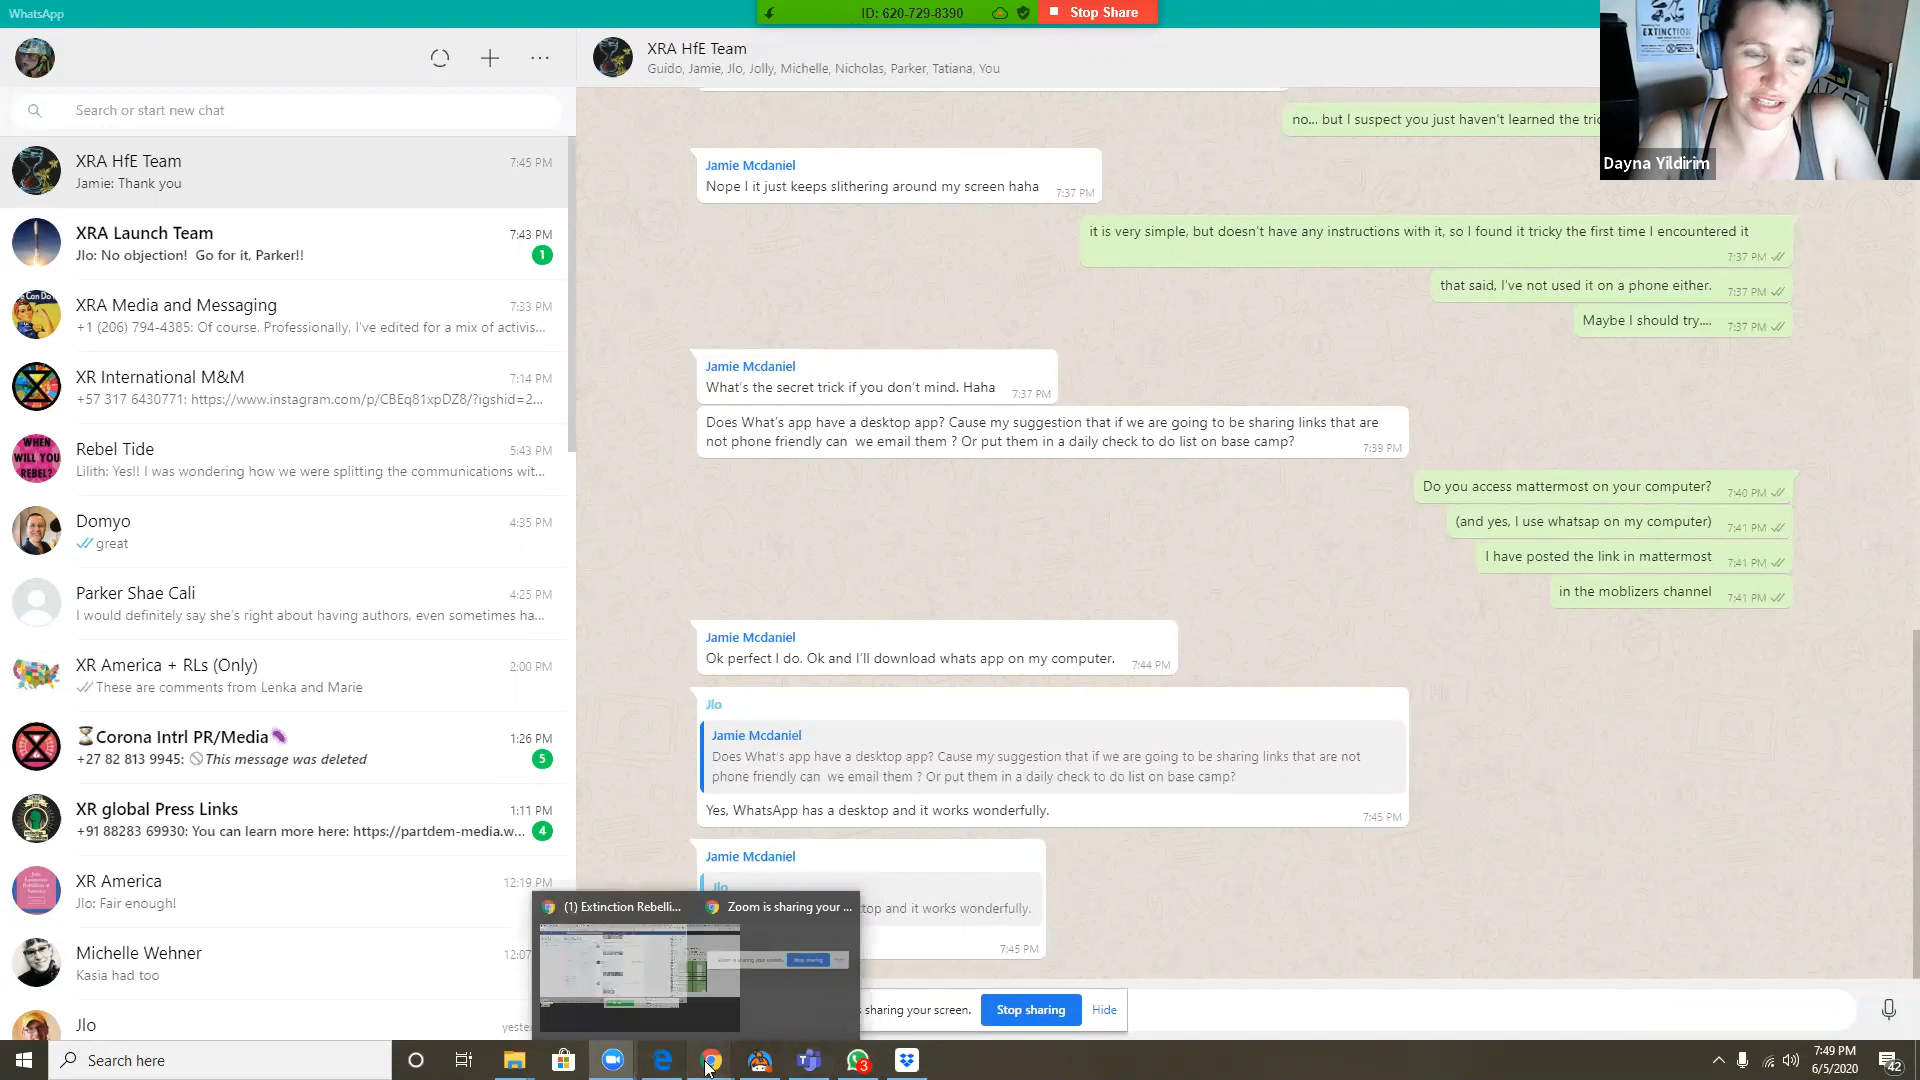 WhatsApp
ID: 620-729-8390
Stop Share
EXTINCTION
Dayna Yildirim
Search or start new chat
XRA HfE Team
7:45 PM
Jamie: Thank you
XRA Launch Team
7:43 PM
Jlo: No objection! Go for it, Parker!!
1
XRA Media and Messaging
7:33 PM
+1 (206) 794-4385: Of course. Professionally, I've edited for a mix of activis...
XR International M&M
7:14 PM
+57 317 6430771: https://www.instagram.com/p/CBEq81xpDZ8/?igshid=2...
WHEN
WILL YOU
REBEL?
Rebel Tide
5:43 PM
Lilith: Yes!! I was wondering how we were splitting the communications wit...
Domyo
4:35 PM
great
Parker Shae Cali
4:25 PM
I would definitely say she's right about having authors, even sometimes ha...
XR America + RLs (Only)
2:00 PM
These are comments from Lenka and Marie
Corona Intrl PR/Media
1:26 PM
+27 82 813 9945: This message was deleted
5
XR global Press Links
1:11 PM
+91 88283 69930: You can learn more here: https://partdem-media.w...
4
XR America
12:19 PM
Jlo: Fair enough!
Michelle Wehner
12:07
Kasia had too
Jlo
yeste
XRA HfE Team
Guido, Jamie, Jlo, Jolly, Michelle, Nicholas, Parker, Tatiana, You
no... but I suspect you just haven't learned the tri
Jamie Mcdaniel
Nope I it just keeps slithering around my screen haha
7:37 PM
it is very simple, but doesn't have any instructions with it, so I found it tricky the first time I encountered it
7:37 PM
that said, I've not used it on a phone either.
7:37 PM
Maybe I should try....
7:37 PM
Jamie Mcdaniel
What's the secret trick if you don't mind. Haha
7:37 PM
Does What's app have a desktop app? Cause my suggestion that if we are going to be sharing links that are
not phone friendly can we email them ? Or put them in a daily check to do list on base camp?
7:39 PM
Do you access mattermost on your computer?
7:40 PM
(and yes, I use whatsap on my computer)
7:41 PM
I have posted the link in mattermost
7:41 PM
in the moblizers channel
7:41 PM
Jamie Mcdaniel
Ok perfect I do. Ok and I'll download whats app on my computer.
7:44 PM
Jlo
Jamie Mcdaniel
Does What's app have a desktop app? Cause my suggestion that if we are going to be sharing links that are not
phone friendly can we email them ? Or put them in a daily check to do list on base camp?
Yes, WhatsApp has a desktop and it works wonderfully.
7:45 PM
Jamie Mcdaniel
Jlo
top and it works wonderfully.
7:45 PM
(1) Extinction Rebelli...
Zoom is sharing your ...
Stop sharing
sharing your screen.
Stop sharing
Hide
Search here
3
7:49 PM
6/5/2020
42